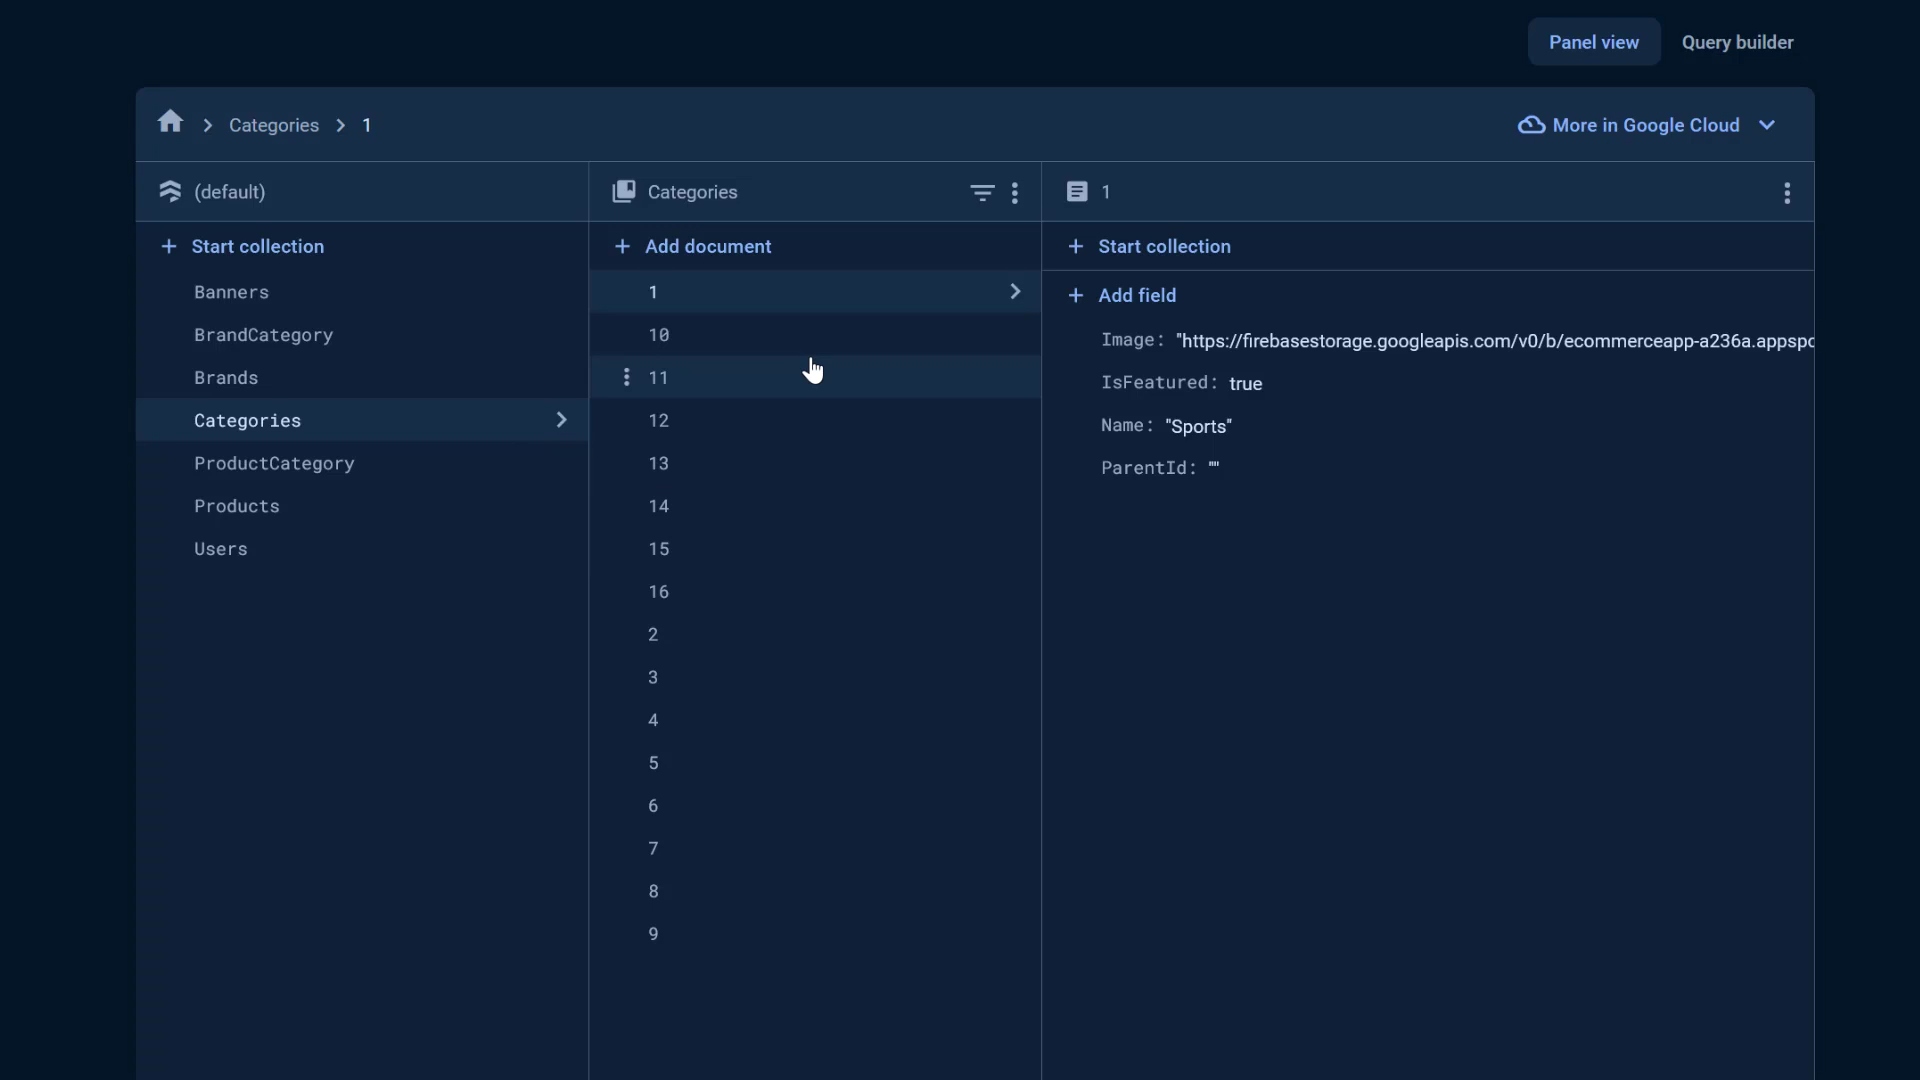 Panel view
Query builder
Categories
1
More in Google Cloud
(default)
Categories
1
Start collection
Add document
Start collection
Banners
BrandCategory
Brands
Categories
ProductCategory
Products
Users
1
10
11
12
13
14
15
16
2
3
4
5
6
7
8
9
Add field
Image: "https://firebasestorage.googleapis.com/v0/b/ecommerceapp-a236a.appspo
IsFeatured: true
Name: "Sports"
ParentId: ""